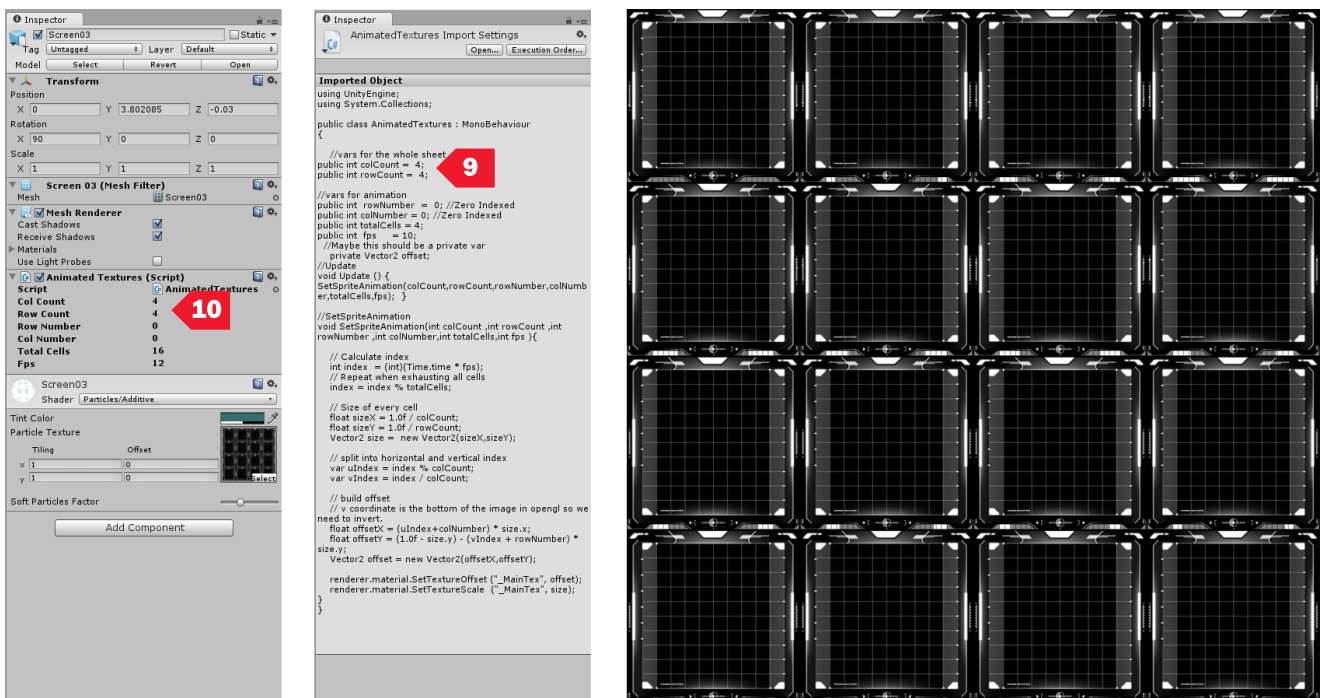 Inspector
Screen03 Static
Tag Untagged Layer Default
Model Select Revert Open
Transform
Position
X 0 Y 3.802085 Z -0.03
Rotation
X 90 Y 0 Z 0
Scale
X 1 Y 1 Z 1
Screen 03 (Mesh Filter)
Mesh Screen03
Mesh Renderer
Cast Shadows
Receive Shadows
Materials
Use Light Probes
Animated Textures (Script)
Script AnimatedTextures
Col Count 4
Row Count 4
Row Number 0
Col Number 0
Total Cells 16
Fps 12
10
Screen03
Shader Particles/Additive
Tint Color
Particle Texture
Tiling Offset
x 1 0
y 1 0
Select
Soft Particles Factor
Add Component
Inspector
C#
AnimatedTextures Import Settings
Open... Execution Order...
Imported Object
using UnityEngine;
using System.Collections;
public class AnimatedTextures : MonoBehaviour
{
//vars for the whole sheet
public int colCount = 4;
public int rowCount = 4;
9
//vars for animation
public int rowNumber = 0; //Zero Indexed
public int colNumber = 0; //Zero Indexed
public int totalCells = 4;
public int fps = 10;
//Maybe this should be a private var
private Vector2 offset;
//Update
void Update () {
SetSpriteAnimation(colCount,rowCount,rowNumber,colNumb
er,totalCells,fps); }
//SetSpriteAnimation
void SetSpriteAnimation(int colCount ,int rowCount ,int
rowNumber ,int colNumber,int totalCells,int fps ){
// Calculate index
int index = (int)(Time.time * fps);
// Repeat when exhausting all cells
index = index % totalCells;
// Size of every cell
float sizeX = 1.0f / colCount;
float sizeY = 1.0f / rowCount;
Vector2 size = new Vector2(sizeX,sizeY);
// split into horizontal and vertical index
var uIndex = index % colCount;
var vIndex = index / colCount;
// build offset
// v coordinate is the bottom of the image in opengl so we
need to invert.
float offsetX = (uIndex+colNumber) * size.x;
float offsetY = (1.0f - size.y) - (vIndex + rowNumber) *
size.y;
Vector2 offset = new Vector2(offsetX,offsetY);
renderer.material.SetTextureOffset ("_MainTex", offset);
renderer.material.SetTextureScale ("_MainTex", size);
}
}